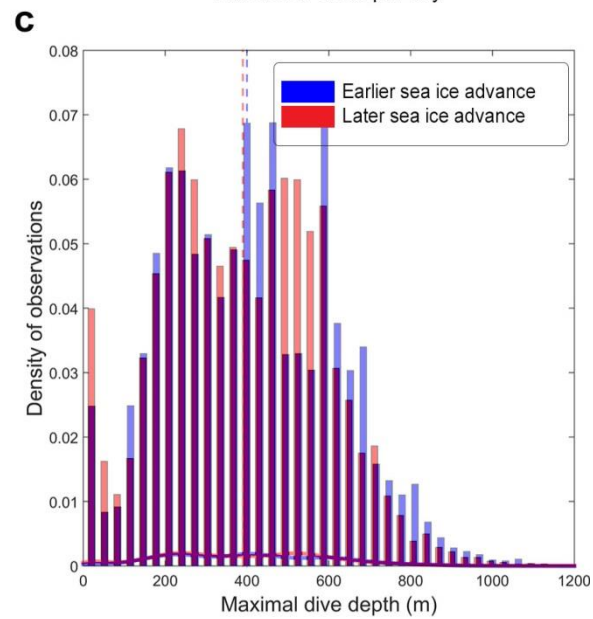 c
0.08
Earlier sea ice advance
Later sea ice advance
0.07
0.06
0.05
0.04
0.03
0.02
0.01
0
Density of observations
0 200 400 600 800 1000 1200
Maximal dive depth (m)